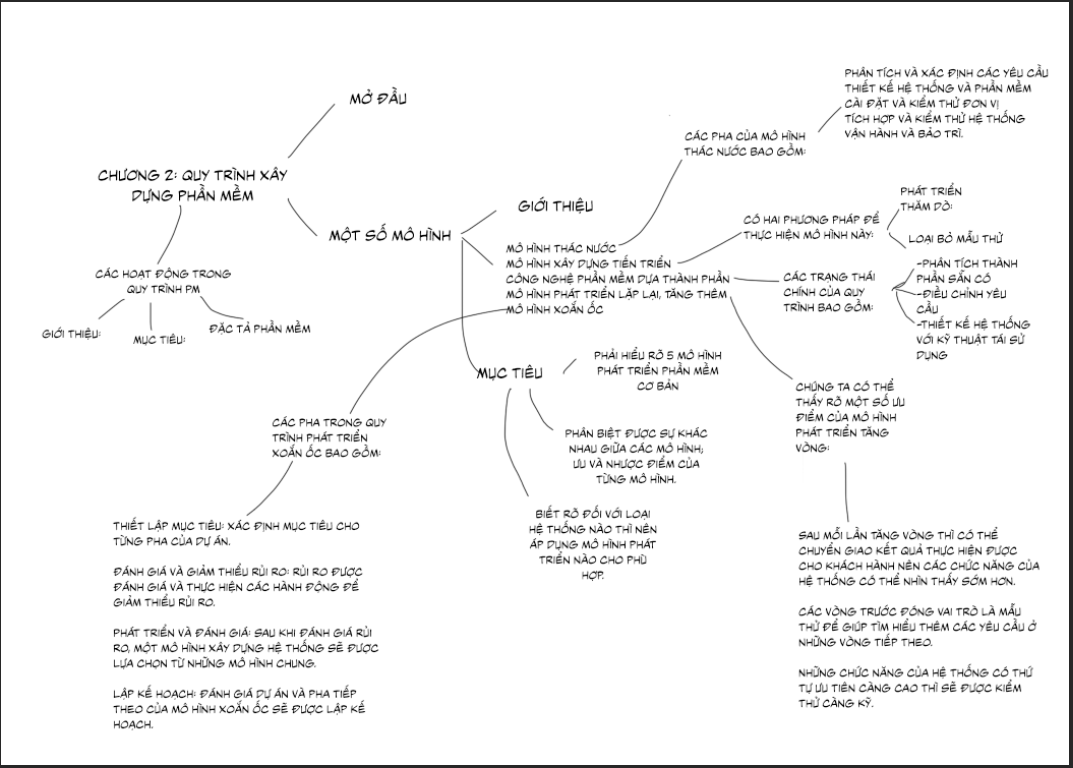 MỞ ĐẦU
CHƯƠNG 2: QUY TRÌNH XÂY
DỰNG PHẦN MỀM
MỘT SỐ MÔ HÌNH
CÁC HOẠT ĐỘNG TRONG
QUY TRÌNH PM
GIỚI THIỆU:
MỤC TIÊU:
ĐẶC TẢ PHẦN MỀM
GIỚI THIỆU
MÔ HÌNH THÁC NƯỚC
MÔ HÌNH XÂY DỰNG TIẾN TRIỂN
CÔNG NGHỆ PHẦN MỀM DỰA THÀNH PHẦN
MÔ HÌNH PHÁT TRIỂN LẶP LẠI, TĂNG THÊM
MÔ HÌNH XOẮN ỐC
CÁC PHA CỦA MÔ HÌNH
THÁC NƯỚC BAO GỒM:
PHÂN TÍCH VÀ XÁC ĐỊNH CÁC YÊU CẦU
THIẾT KẾ HỆ THỐNG VÀ PHẦN MỀM
CÀI ĐẶT VÀ KIỂM THỬ ĐƠN VỊ
TÍCH HỢP VÀ KIỂM THỬ HỆ THỐNG
VẬN HÀNH VÀ BẢO TRÌ.
CÓ HAI PHƯƠNG PHÁP ĐỂ
THỰC HIỆN MÔ HÌNH NÀY:
PHÁT TRIỂN
THĂM DÒ:
LOẠI BỎ MẪU THỬ
CÁC TRẠNG THÁI
CHÍNH CỦA QUY
TRÌNH BAO GỒM:
-PHÂN TÍCH THÀNH
PHẦN SẴN CÓ
-ĐIỀU CHỈNH YÊU
CẦU
-THIẾT KẾ HỆ THỐNG
VỚI KỸ THUẬT TÁI SỬ
DỤNG
MỤC TIÊU
PHẢI HIỂU RÕ 5 MÔ HÌNH
PHÁT TRIỂN PHẦN MỀM
CƠ BẢN
PHÂN BIỆT ĐƯỢC SỰ KHÁC
NHAU GIỮA CÁC MÔ HÌNH;
ƯU VÀ NHƯỢC ĐIỂM CỦA
TỪNG MÔ HÌNH.
BIẾT RÕ ĐỐI VỚI LOẠI
HỆ THỐNG NÀO THÌ NÊN
ÁP DỤNG MÔ HÌNH PHÁT
TRIỂN NÀO CHO PHÙ
HỢP.
CHÚNG TA CÓ THỂ
THẤY RÕ MỘT SỐ ƯU
ĐIỂM CỦA MÔ HÌNH
PHÁT TRIỂN TĂNG
VÒNG:
SAU MỖI LẦN TĂNG VÒNG THÌ CÓ THỂ
CHUYỂN GIAO KẾT QUẢ THỰC HIỆN ĐƯỢC
CHO KHÁCH HÀNH NÊN CÁC CHỨC NĂNG CỦA
HỆ THỐNG CÓ THỂ NHÌN THẤY SỚM HƠN.
CÁC VÒNG TRƯỚC ĐÓNG VAI TRÒ LÀ MẪU
THỬ ĐỂ GIÚP TÌM HIỂU THÊM CÁC YÊU CẦU Ở
NHỮNG VÒNG TIẾP THEO.
NHỮNG CHỨC NĂNG CỦA HỆ THỐNG CÓ THỨ
TỰ ƯU TIÊN CÀNG CAO THÌ SẼ ĐƯỢC KIỂM
THỬ CÀNG KỸ.
CÁC PHA TRONG QUY
TRÌNH PHÁT TRIỂN
XOẮN ỐC BAO GỒM:
THIẾT LẬP MỤC TIÊU: XÁC ĐỊNH MỤC TIÊU CHO
TỪNG PHA CỦA DỰ ÁN.
ĐÁNH GIÁ VÀ GIẢM THIỂU RỦI RO: RỦI RO ĐƯỢC
ĐÁNH GIÁ VÀ THỰC HIỆN CÁC HÀNH ĐỘNG ĐỂ
GIẢM THIỂU RỦI RO.
PHÁT TRIỂN VÀ ĐÁNH GIÁ: SAU KHI ĐÁNH GIÁ RỦI
RO, MỘT MÔ HÌNH XÂY DỰNG HỆ THỐNG SẼ ĐƯỢC
LỰA CHỌN TỪ NHỮNG MÔ HÌNH CHUNG.
LẬP KẾ HOẠCH: ĐÁNH GIÁ DỰ ÁN VÀ PHA TIẾP
THEO CỦA MÔ HÌNH XOẮN ỐC SẼ ĐƯỢC LẬP KẾ
HOẠCH.